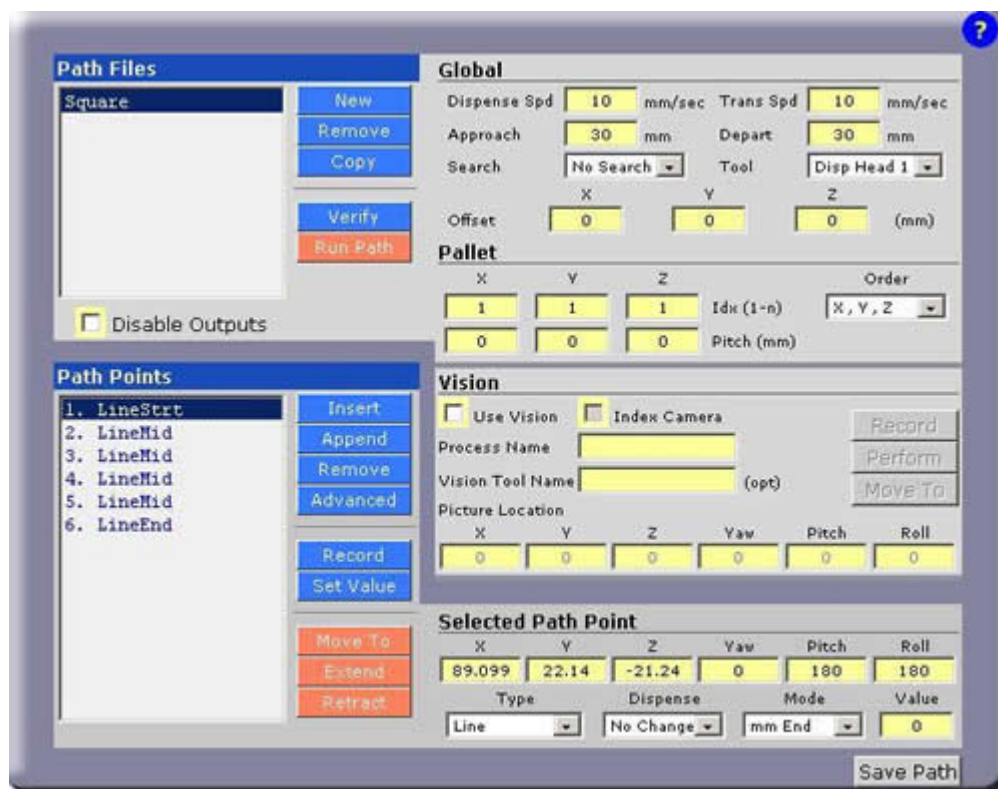 ?
Path Files
Square
New
Remove
Copy
Verify
Run Path
Disable Outputs
Global
Dispense Spd 10 mm/sec Trans Spd 10 mm/sec
Approach 30 mm Depart 30 mm
Search No Search Tool Disp Head 1
X Y Z
Offset 0 0 0 (mm)
Pallet
X Y Z Order
1 1 1 Idx (1-n) X,Y,Z
0 0 0 Pitch (mm)
Path Points
1. LineStrt
2. LineMid
3. LineMid
4. LineMid
5. LineMid
6. LineEnd
Insert
Append
Remove
Advanced
Record
Set Value
Move To
Extend
Retract
Vision
Use Vision Index Camera
Process Name
Vision Tool Name (opt)
Record
Perform
Move To
Picture Location
X Y Z Yaw Pitch Roll
0 0 0 0 0 0
Selected Path Point
X Y Z Yaw Pitch Roll
89.099 22.14 -21.24 0 180 180
Type Dispense Mode Value
Line No Change mm End 0
Save Path